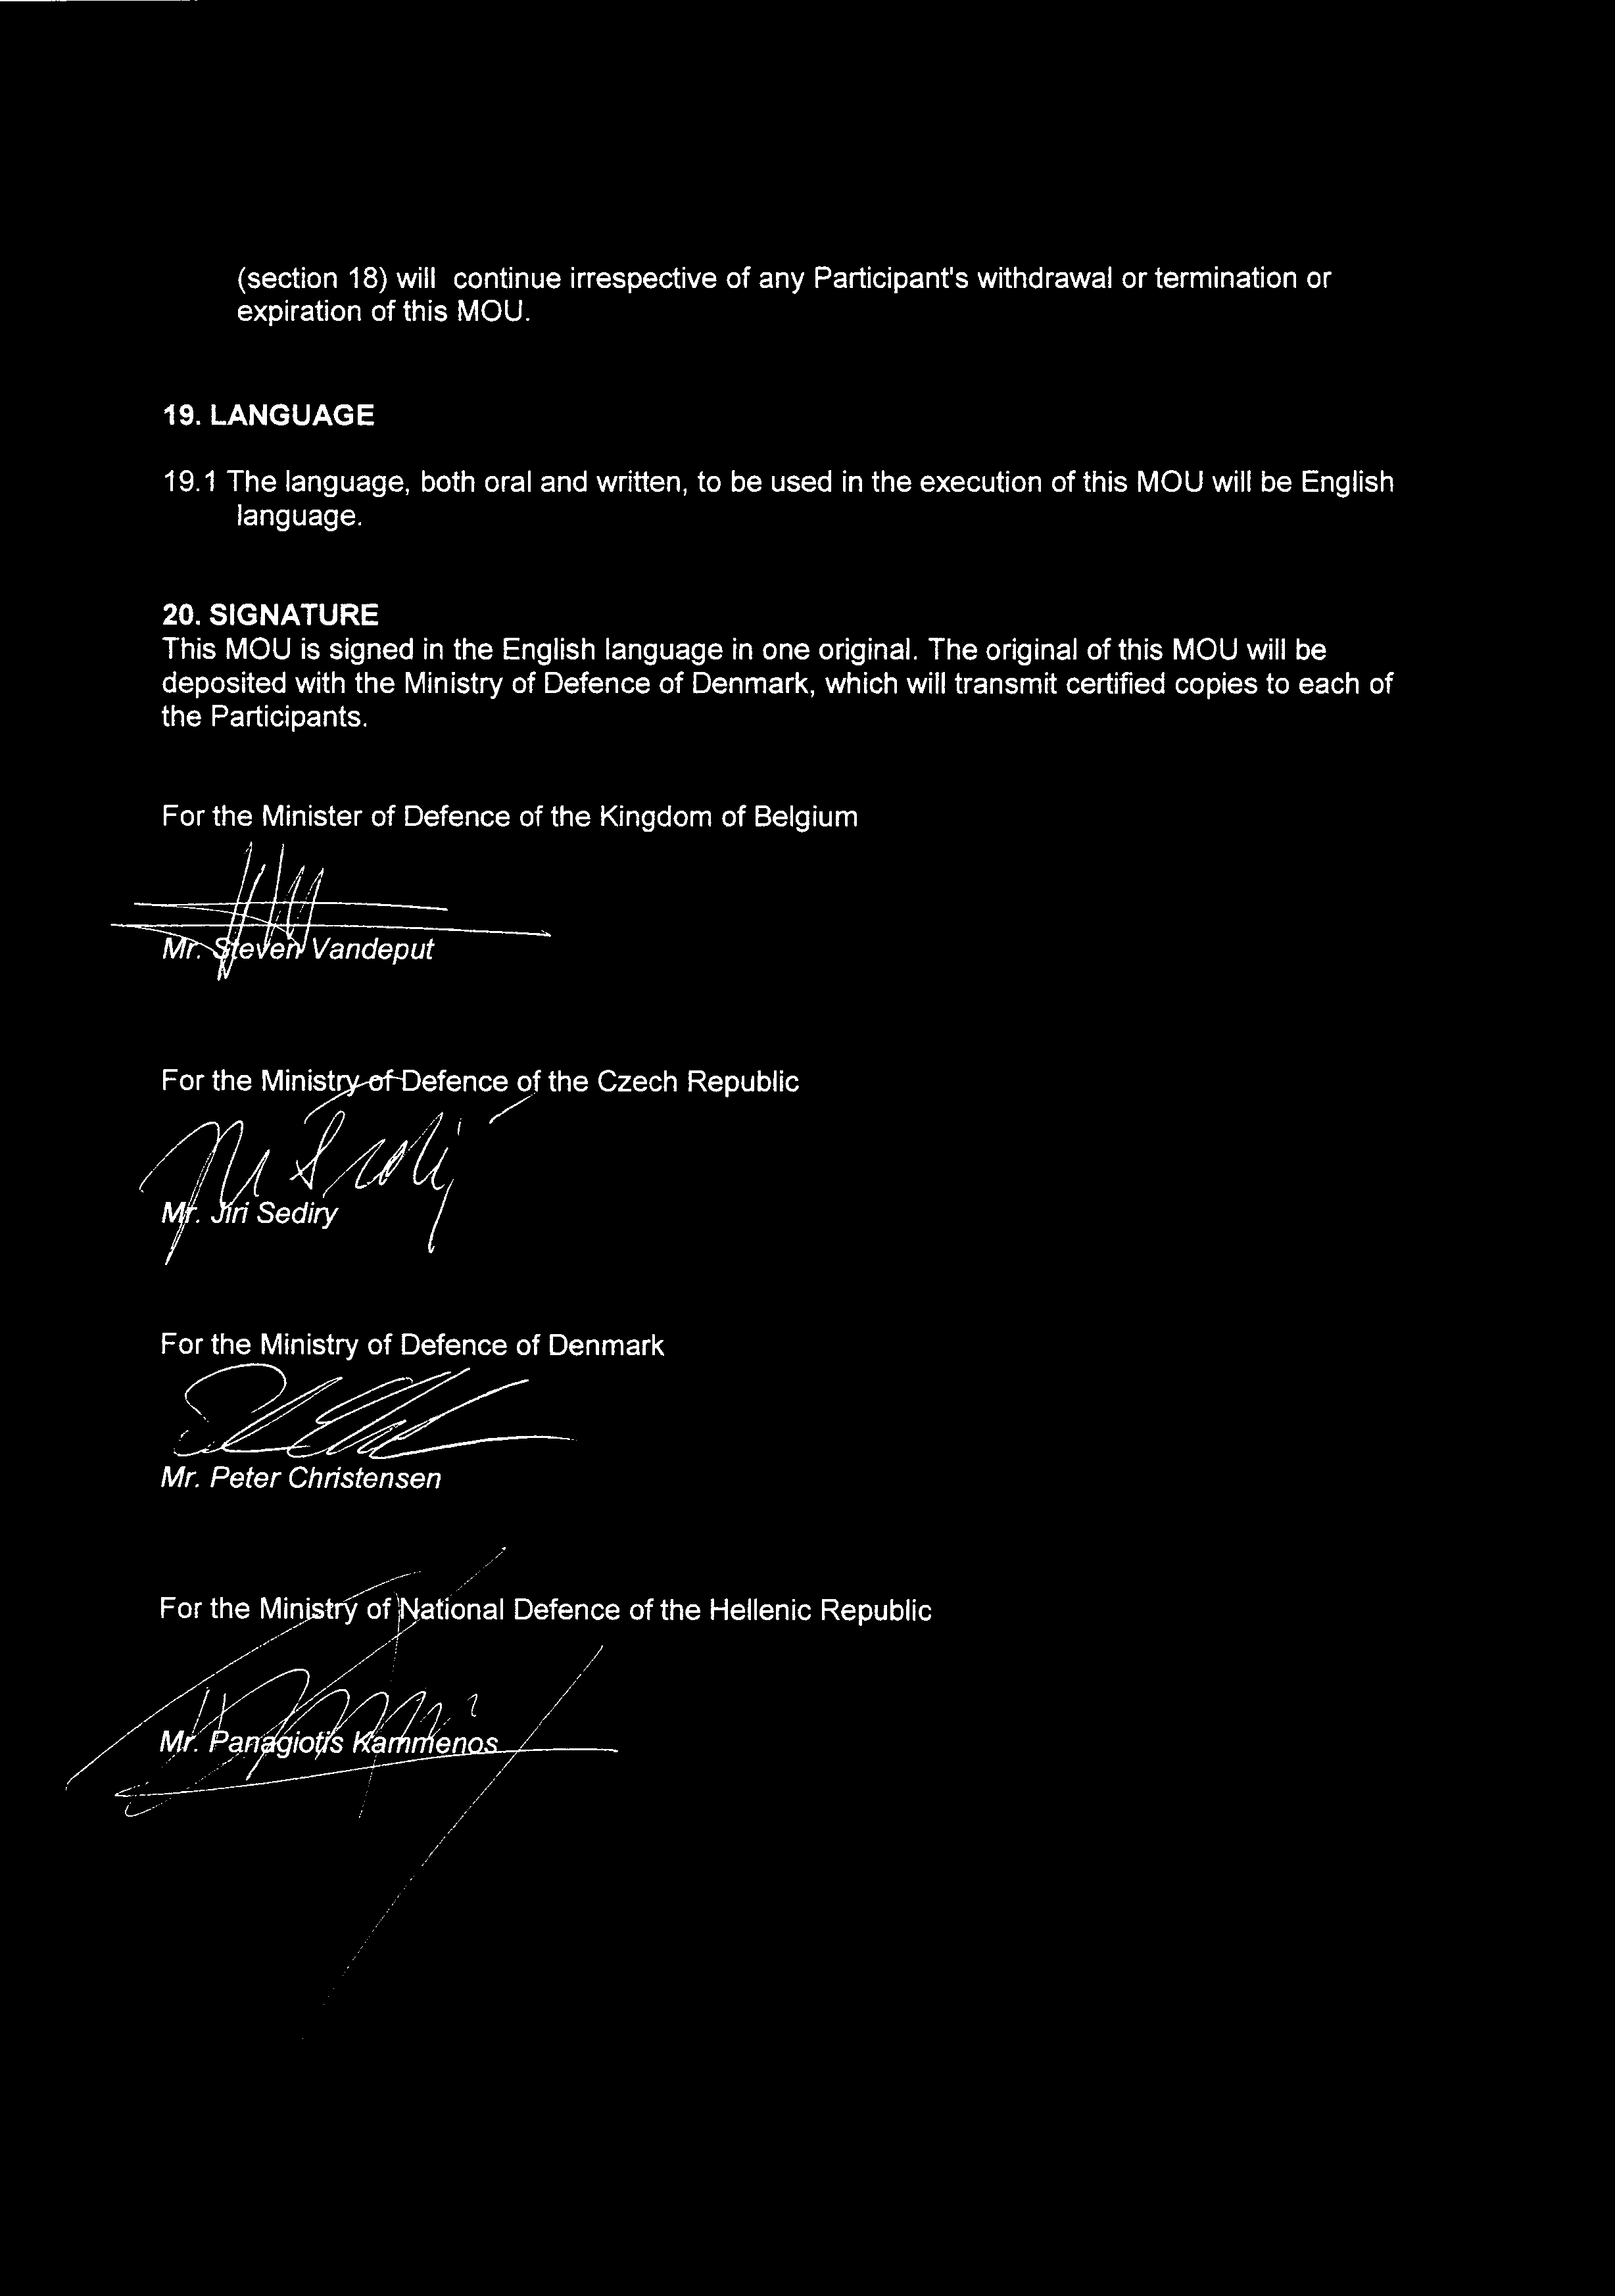 (section 18) will continue irrespective of any Participant's withdrawal or termination or
expiration of this MOU.
19. LANGUAGE
19.1 The language, both oral and written, to be used in the execution of this MOU will be English
language.
20. SIGNATURE
This MOU is signed in the English language in one original. The original of this MOU will be
deposited with the Ministry of Defence of Denmark, which will transmit certified copies to each of
the Participants.
For the Minister of Defence of the Kingdom of Belgium
Mr. Steven Vandeput
For the Ministry of Defence of the Czech Republic
Mr. Jiri Sediry
For the Ministry of Defence of Denmark
Mr. Peter Christensen
For the Ministry of National Defence of the Hellenic Republic
Mr. Panagiotis Kammenos